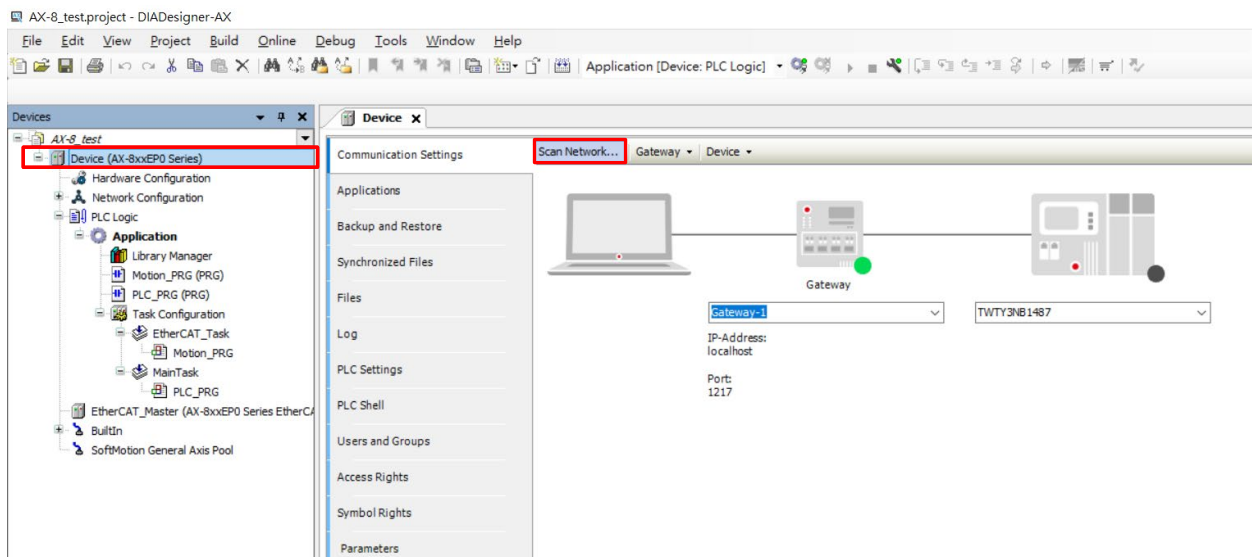 AX-8_test.project - DIADesigner-AX
File Edit View Project Build Online Debug Tools Window Help
Application [Device: PLC Logic]
Devices
AX-8_test
Device (AX-8xxEP0 Series)
Hardware Configuration
Network Configuration
PLC Logic
Application
Library Manager
Motion_PRG (PRG)
PLC_PRG (PRG)
Task Configuration
EtherCAT_Task
Motion_PRG
MainTask
PLC_PRG
EtherCAT_Master (AX-8xxEP0 Series EtherCA
BuiltIn
SoftMotion General Axis Pool
Device
Communication Settings
Applications
Backup and Restore
Synchronized Files
Files
Log
PLC Settings
PLC Shell
Users and Groups
Access Rights
Symbol Rights
Parameters
Scan Network... Gateway Device
Gateway
Gateway-1
TWTY3NB1487
IP-Address:
localhost
Port:
1217